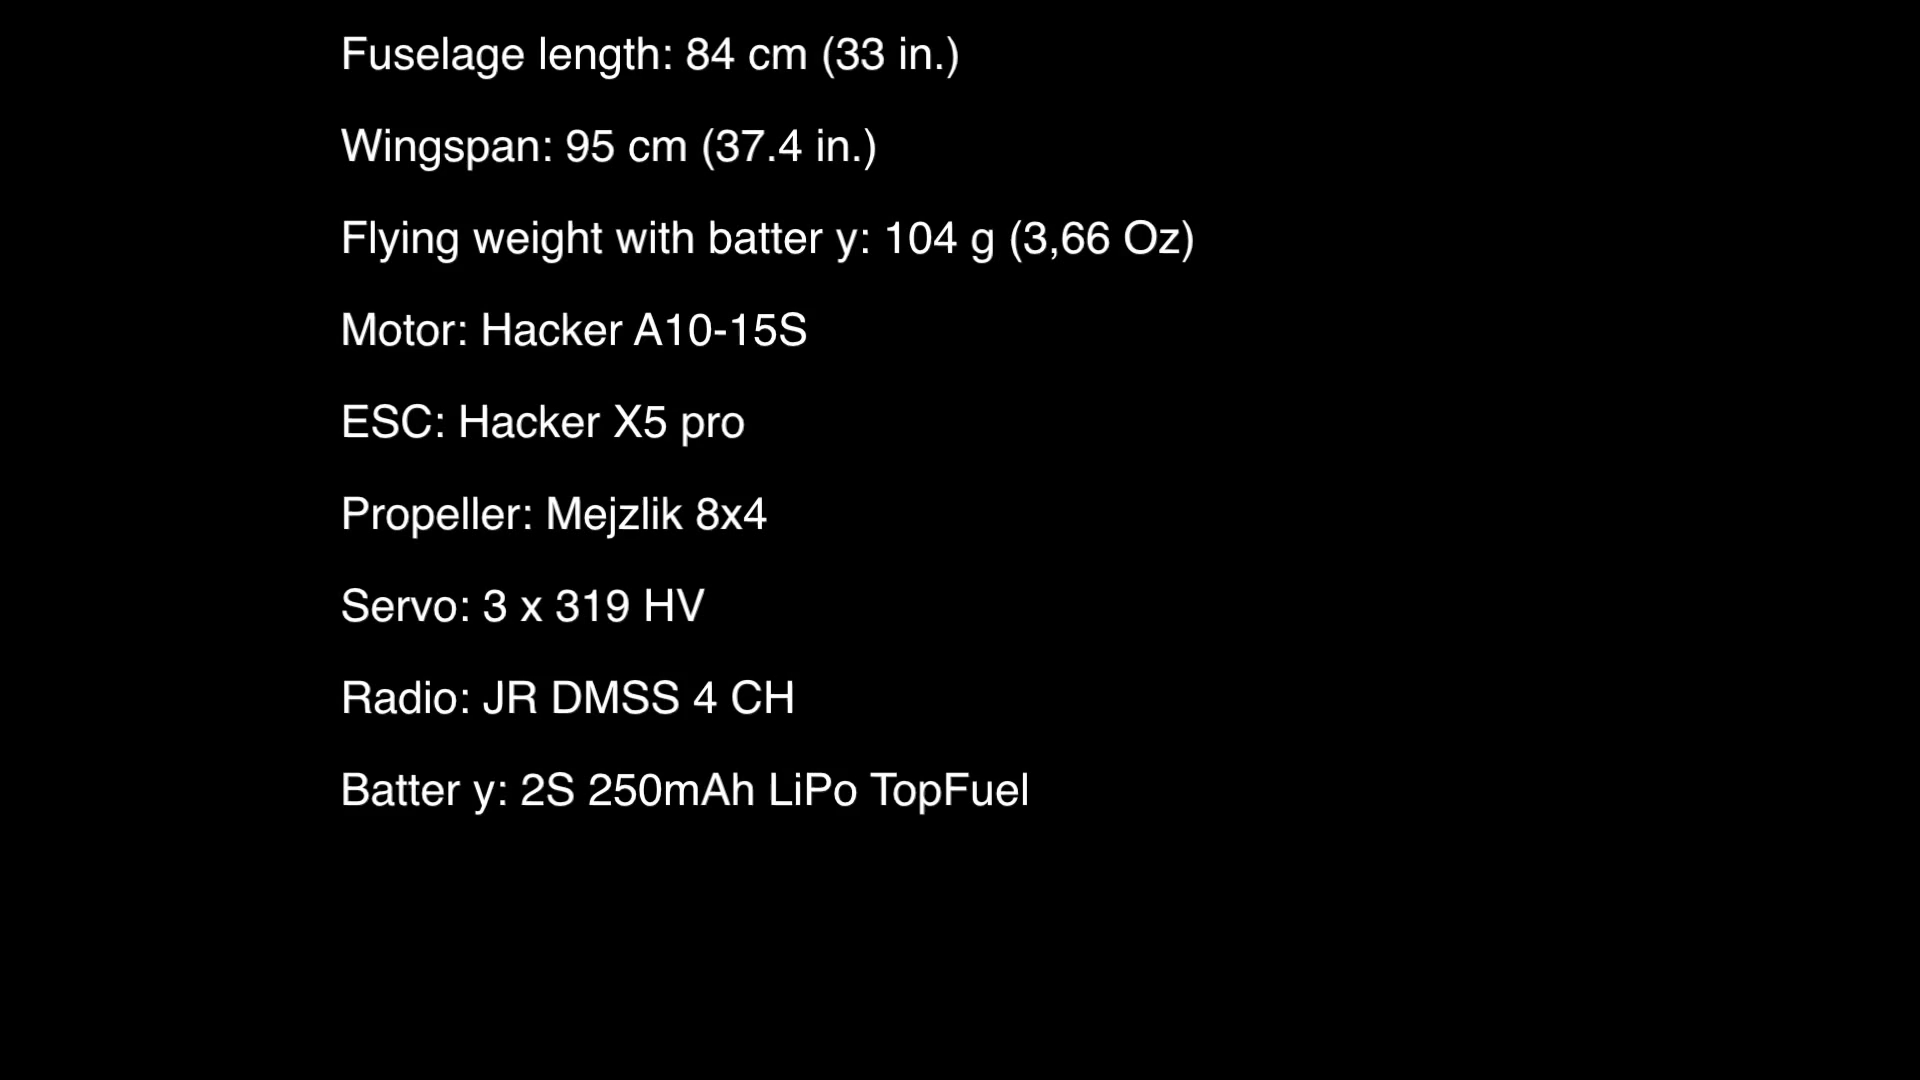 Fuselage length: 84 cm (33 in.)
Wingspan: 95 cm (37.4 in.)
Flying weight with batter y: 104 g (3,66 Oz)
Motor: Hacker A10-15S
ESC: Hacker X5 pro
Propeller: Mejzlik 8x4
Servo: 3 x 319 HV
Radio: JR DMSS 4 CH
Batter y: 2S 250mAh LiPo TopFuel